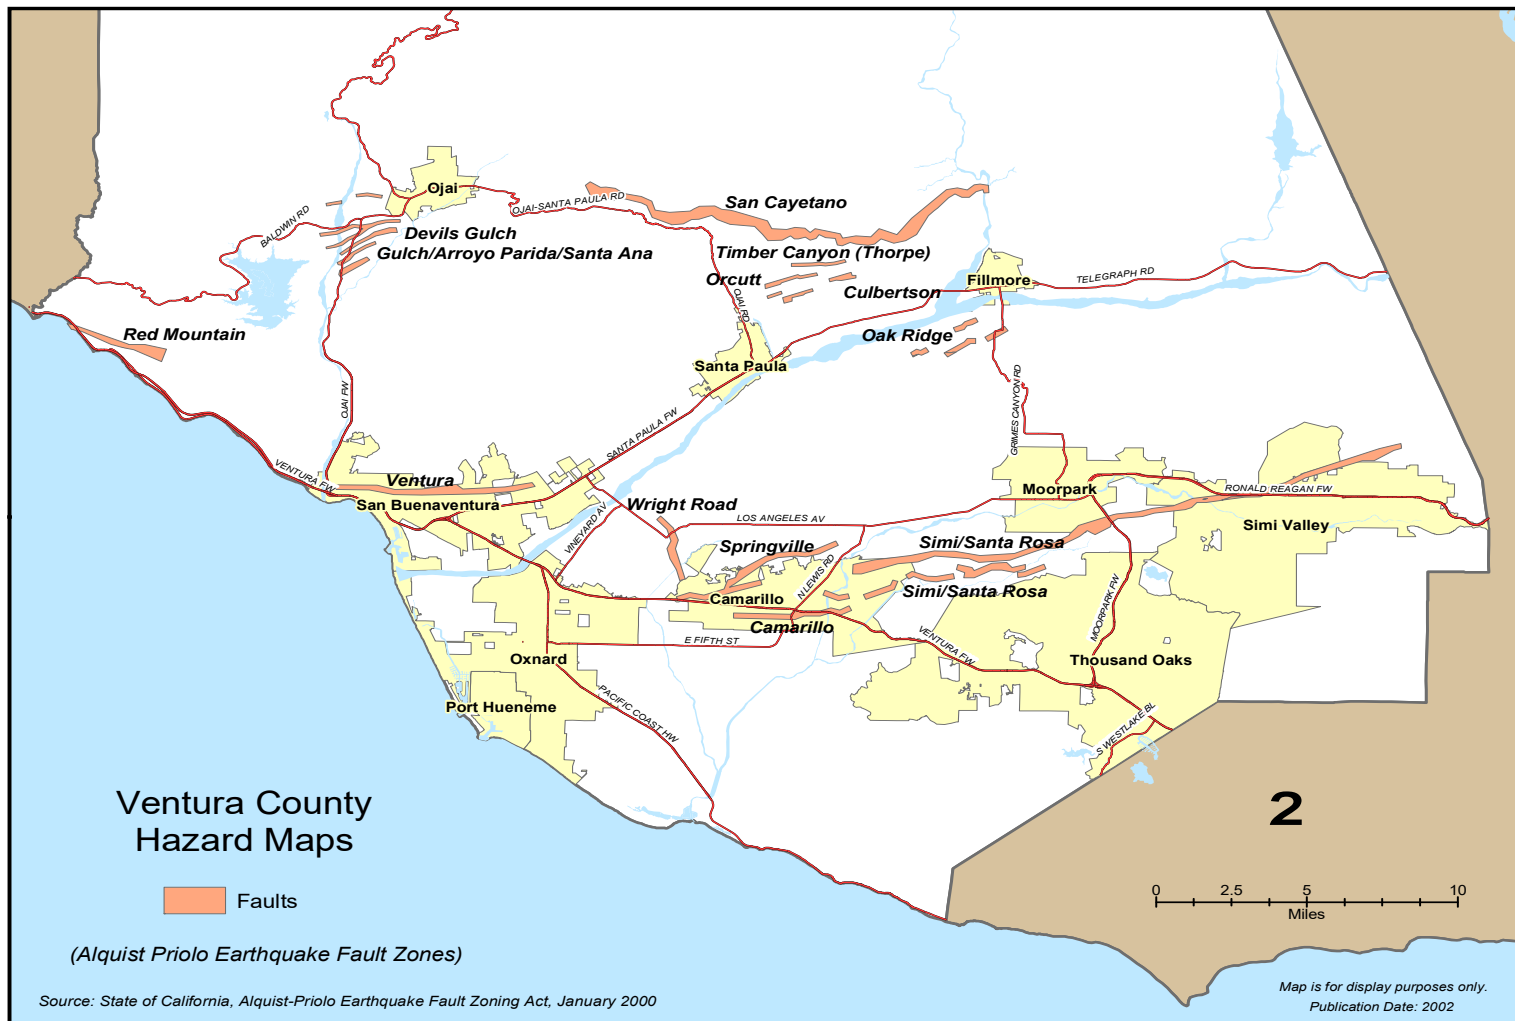 Ojai
OJAI-SANTA PAULA RD
San Cayetano
BALDWIN RD
Devils Gulch
Gulch/Arroyo Parida/Santa Ana
Timber Canyon (Thorpe)
Orcutt
Culbertson
Fillmore
TELEGRAPH RD
OJAI RD
Red Mountain
Oak Ridge
Santa Paula
OJAI FW
GRIMES CANYON RD
SANTA PAULA FW
VENTURA FW
Ventura
San Buenaventura
Moorpark
RONALD REAGAN FW
Wright Road
VINEYARD AV
LOS ANGELES AV
Simi Valley
Springville
Simi/Santa Rosa
N LEWIS RD
Simi/Santa Rosa
Camarillo
MOORPARK FW
Camarillo
E FIFTH ST
VENTURA FW
Oxnard
Thousand Oaks
PACIFIC COAST HW
Port Hueneme
S WESTLAKE BL
Ventura County
Hazard Maps
2
Faults
0 2.5 5 10
Miles
(Alquist Priolo Earthquake Fault Zones)
Source: State of California, Alquist-Priolo Earthquake Fault Zoning Act, January 2000
Map is for display purposes only.
Publication Date: 2002